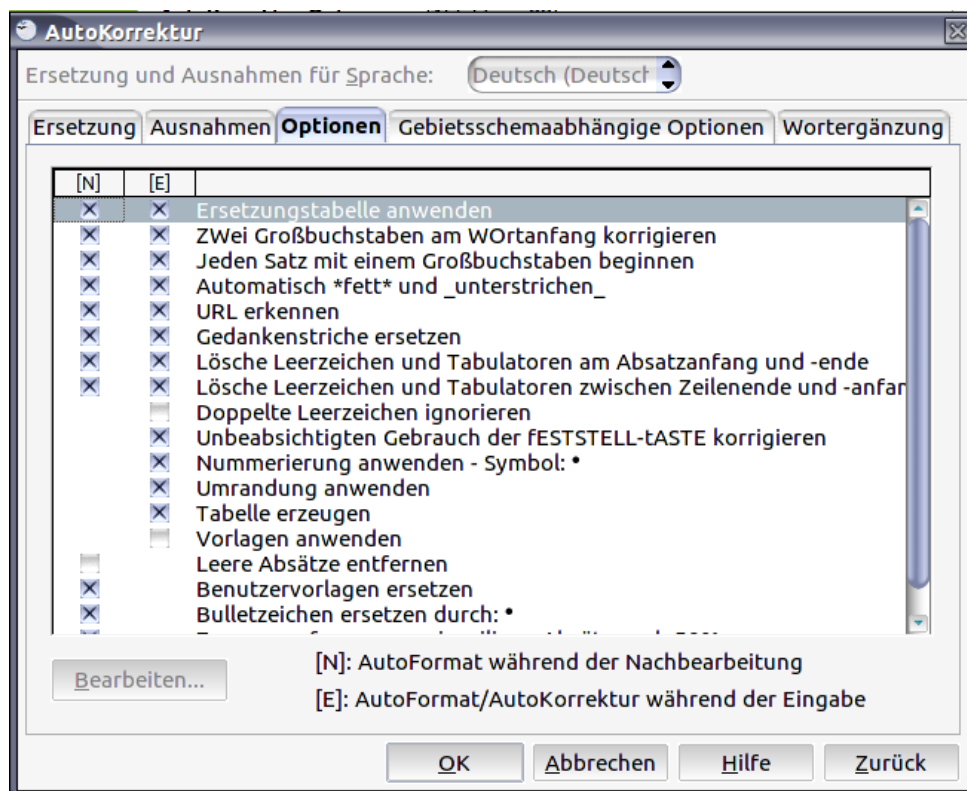 AutoKorrektur
Ersetzung und Ausnahmen für Sprache: Deutsch (Deutscl
Ersetzung Ausnahmen Optionen Gebietsschemaabhängige Optionen Wortergänzung
[N] [E]
Ersetzungstabelle anwenden
ZWei Großbuchstaben am WOrtanfang korrigieren
Jeden Satz mit einem Großbuchstaben beginnen
Automatisch *fett* und _unterstrichen_
URL erkennen
Gedankenstriche ersetzen
Lösche Leerzeichen und Tabulatoren am Absatzanfang und -ende
Lösche Leerzeichen und Tabulatoren zwischen Zeilenende und -anfan
Doppelte Leerzeichen ignorieren
Unbeabsichtigten Gebrauch der fESTSTELL-tASTE korrigieren
Nummerierung anwenden - Symbol: •
Umrandung anwenden
Tabelle erzeugen
Vorlagen anwenden
Leere Absätze entfernen
Benutzervorlagen ersetzen
Bulletzeichen ersetzen durch: •
[N]: AutoFormat während der Nachbearbeitung
Bearbeiten...
[E]: AutoFormat/AutoKorrektur während der Eingabe
OK Abbrechen Hilfe Zurück